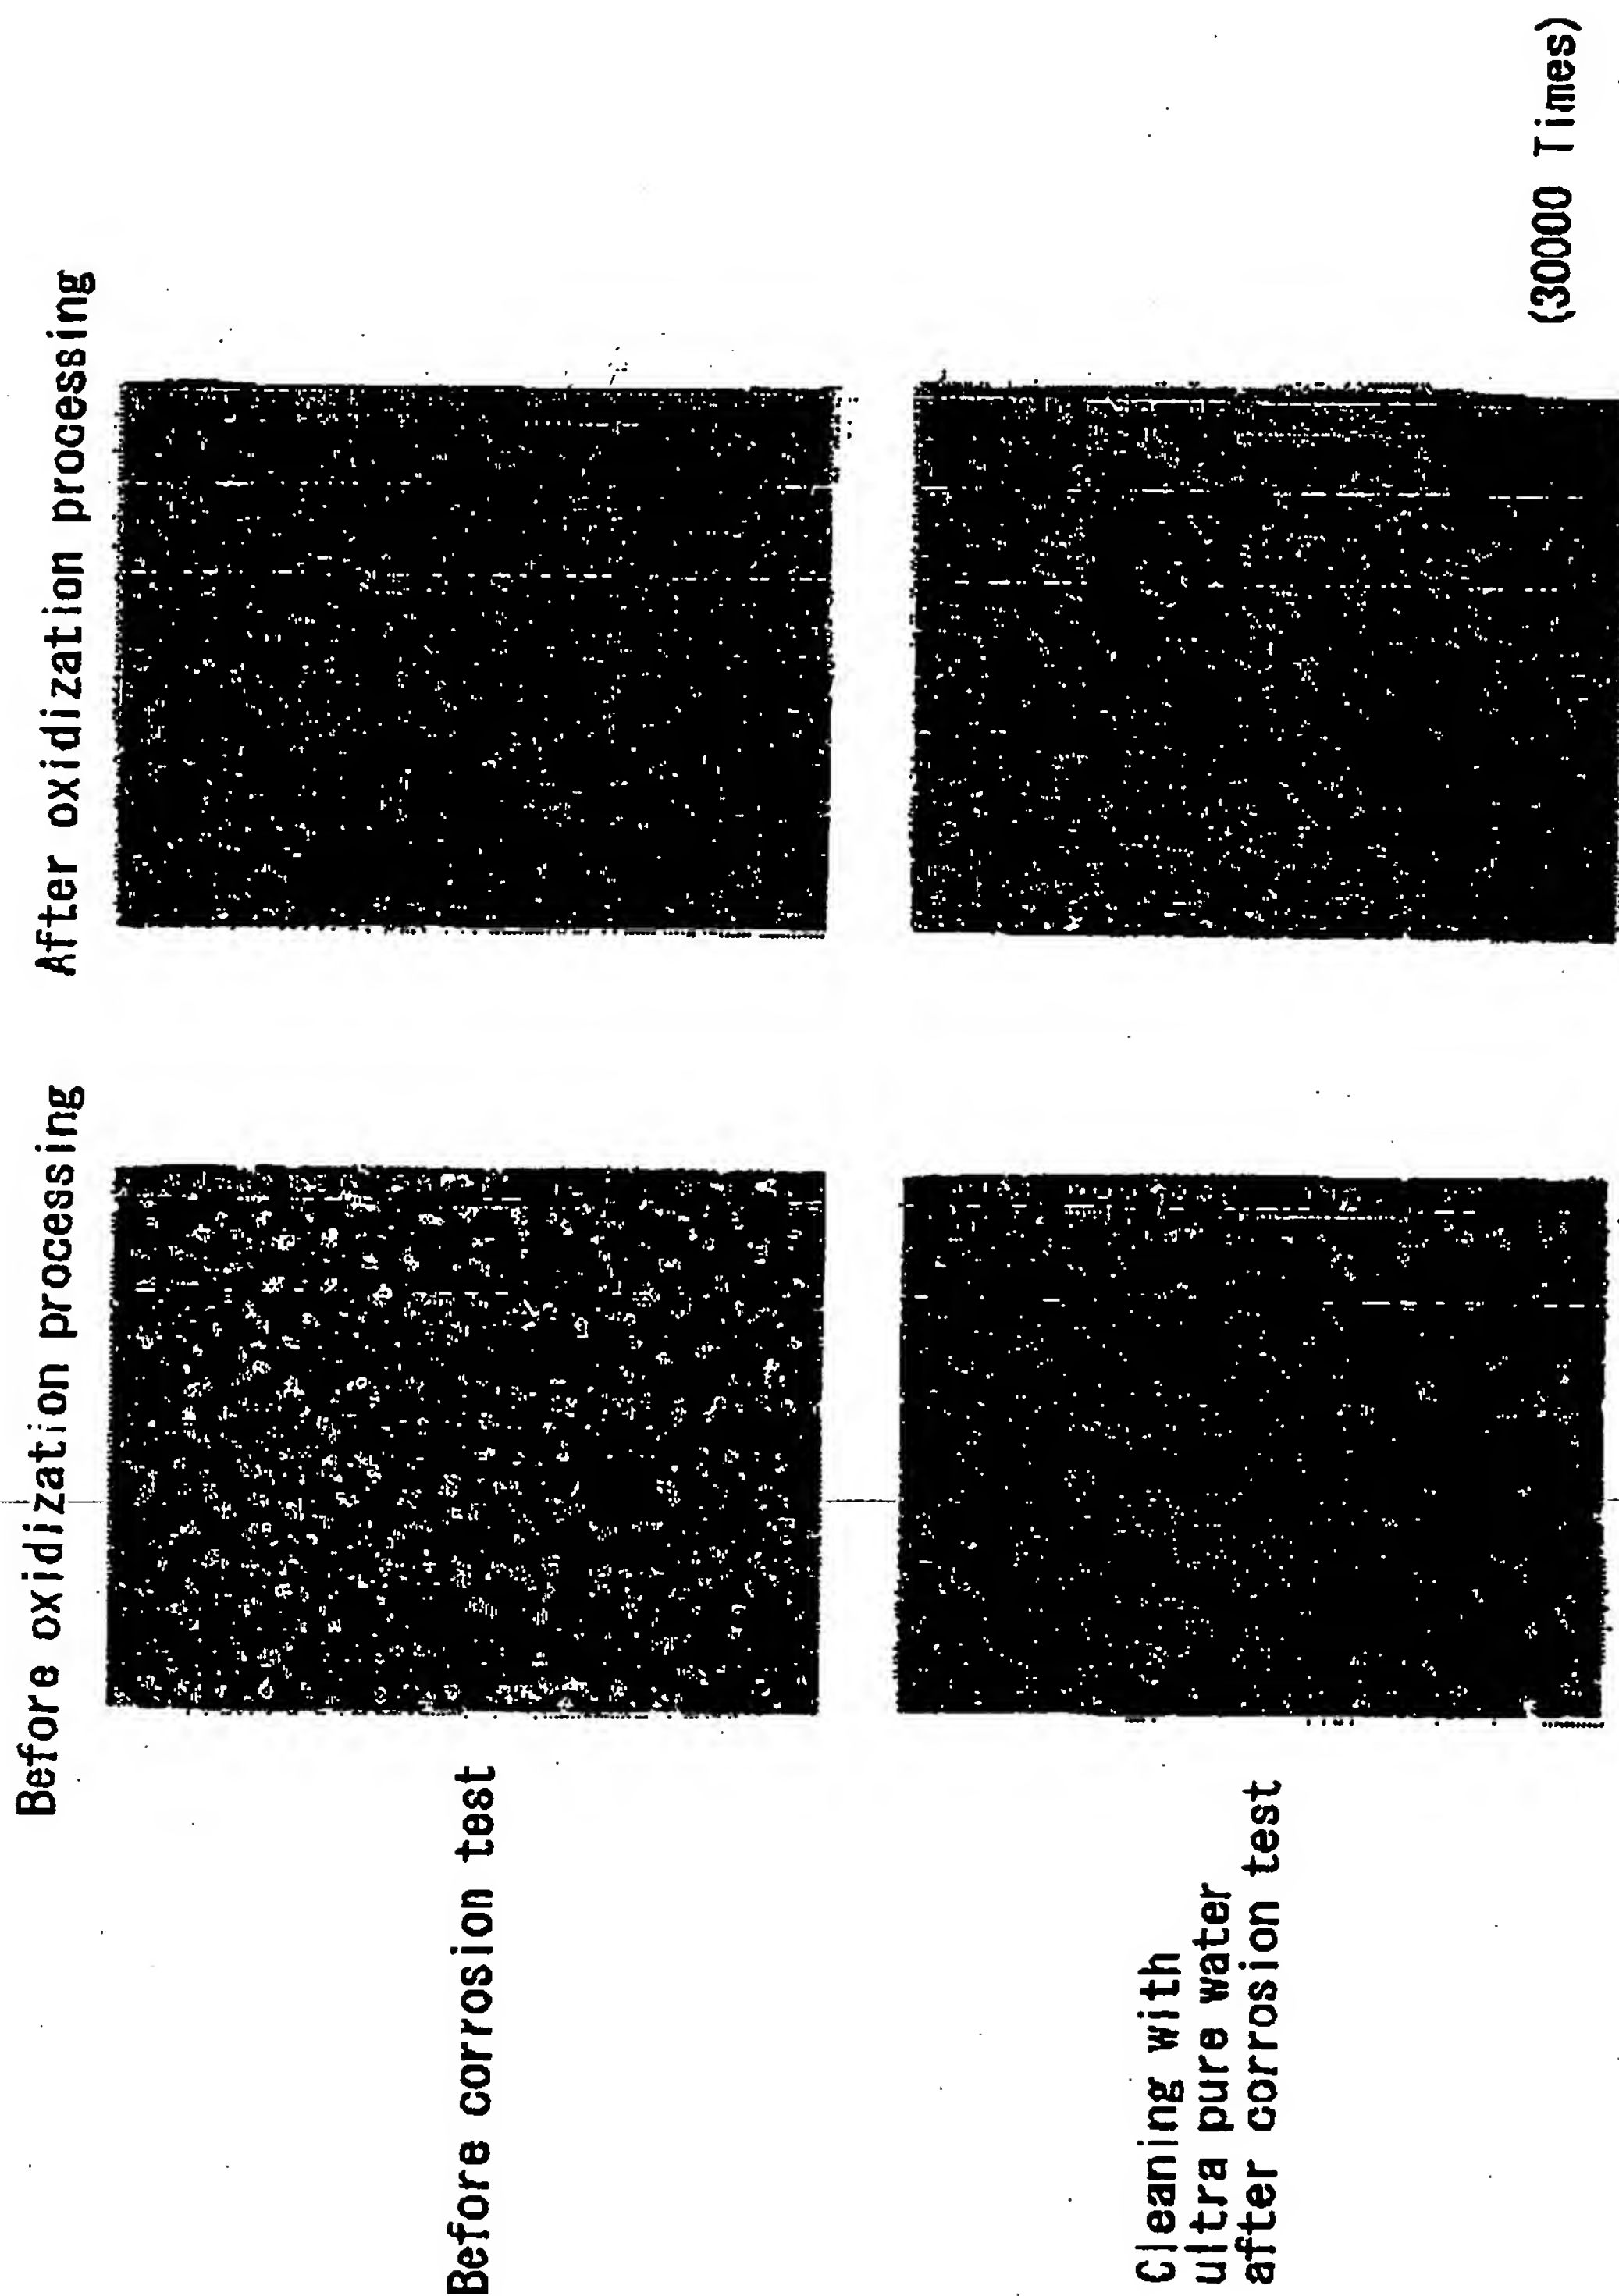 Before oxidization processing
After oxidization processing
Before corrosion test
Cleaning with
ultra pure water
after corrosion test
(30000 Times)